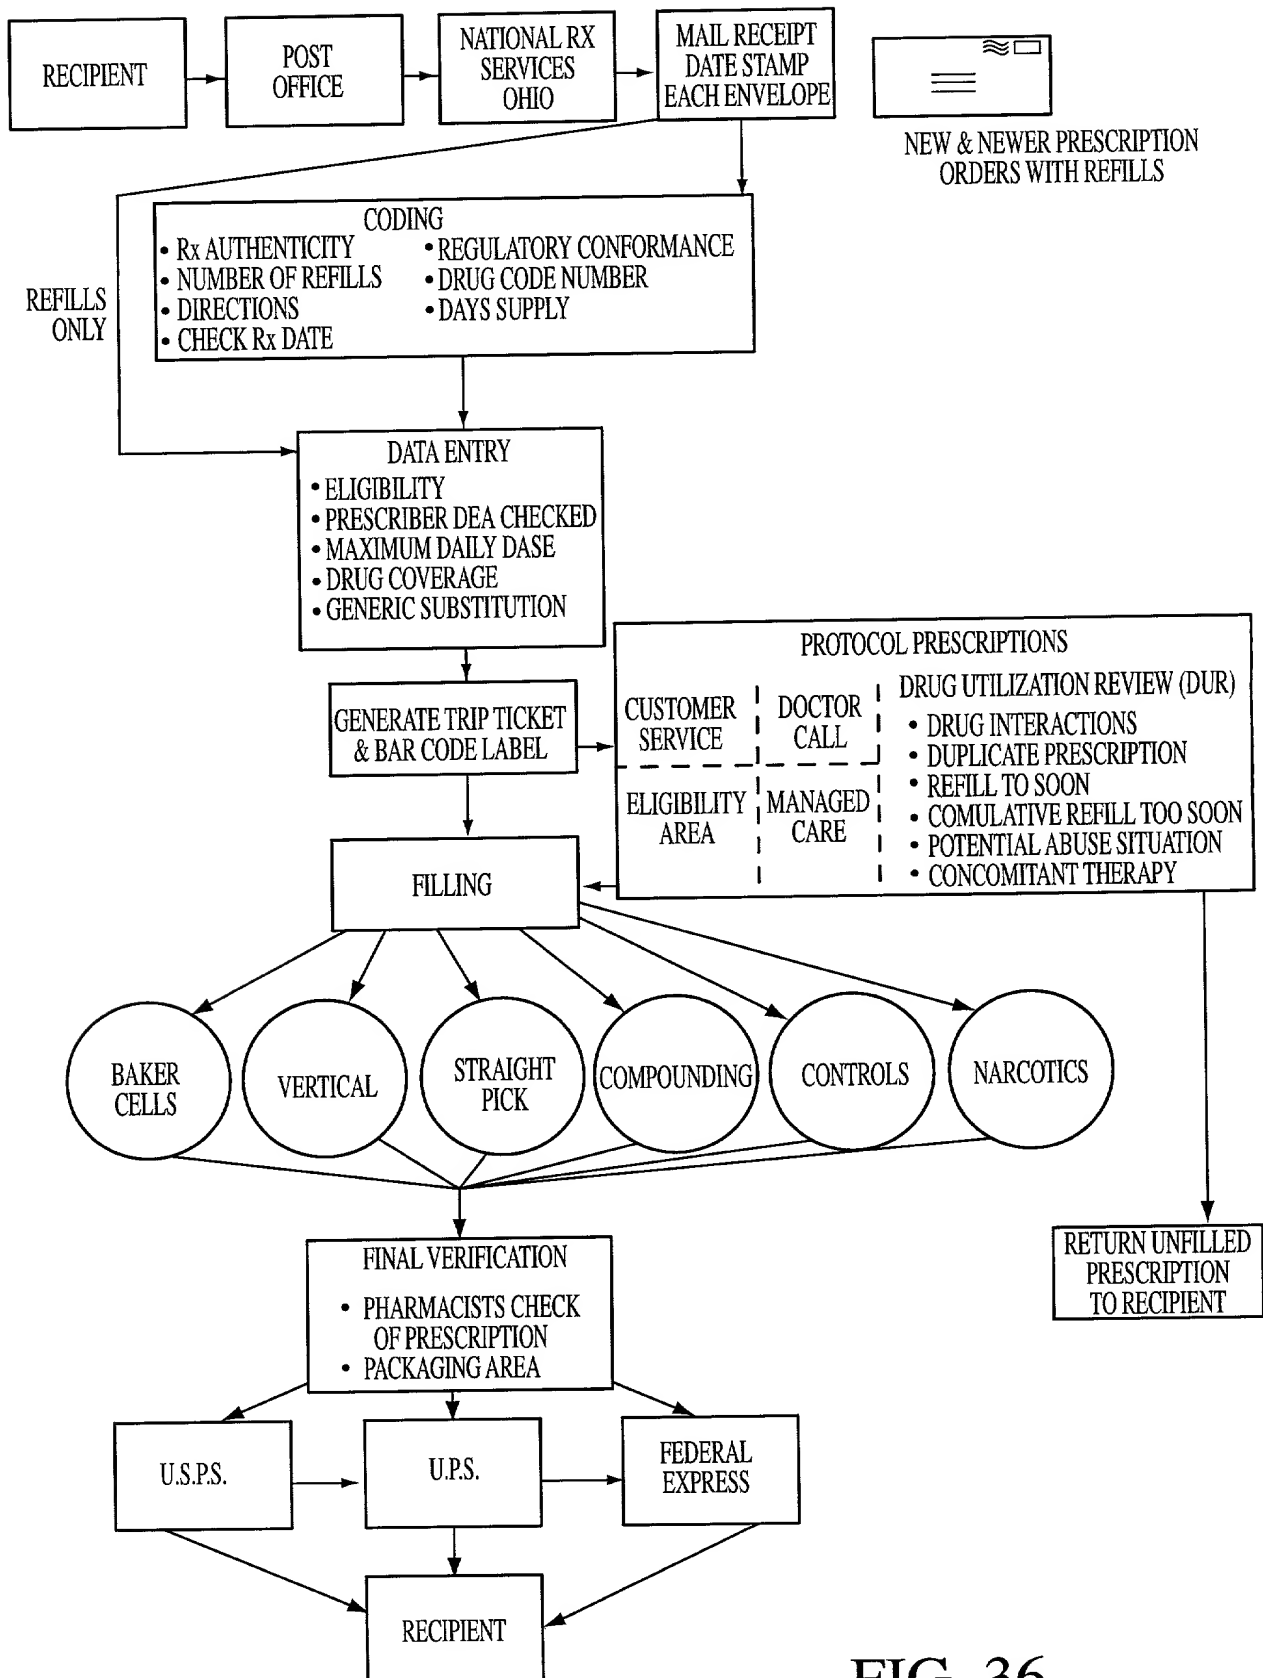 RECIPIENT
POST
OFFICE
NATIONAL RX
SERVICES
OHIO
MAIL RECEIPT
DATE STAMP
EACH ENVELOPE
NEW & NEWER PRESCRIPTION
ORDERS WITH REFILLS
REFILLS
ONLY
CODING
• Rx AUTHENTICITY
• NUMBER OF REFILLS
• DIRECTIONS
• CHECK Rx DATE
• REGULATORY CONFORMANCE
• DRUG CODE NUMBER
• DAYS SUPPLY
DATA ENTRY
• ELIGIBILITY
• PRESCRIBER DEA CHECKED
• MAXIMUM DAILY DASE
• DRUG COVERAGE
• GENERIC SUBSTITUTION
GENERATE TRIP TICKET
& BAR CODE LABEL
PROTOCOL PRESCRIPTIONS
CUSTOMER
SERVICE
DOCTOR
CALL
ELIGIBILITY
AREA
MANAGED
CARE
DRUG UTILIZATION REVIEW (DUR)
• DRUG INTERACTIONS
• DUPLICATE PRESCRIPTION
• REFILL TO SOON
• COMULATIVE REFILL TOO SOON
• POTENTIAL ABUSE SITUATION
• CONCOMITANT THERAPY
FILLING
BAKER
CELLS
VERTICAL
STRAIGHT
PICK
COMPOUNDING
CONTROLS
NARCOTICS
FINAL VERIFICATION
• PHARMACISTS CHECK
OF PRESCRIPTION
• PACKAGING AREA
RETURN UNFILLED
PRESCRIPTION
TO RECIPIENT
U.S.P.S.
U.P.S.
FEDERAL
EXPRESS
RECIPIENT
FIG. 36